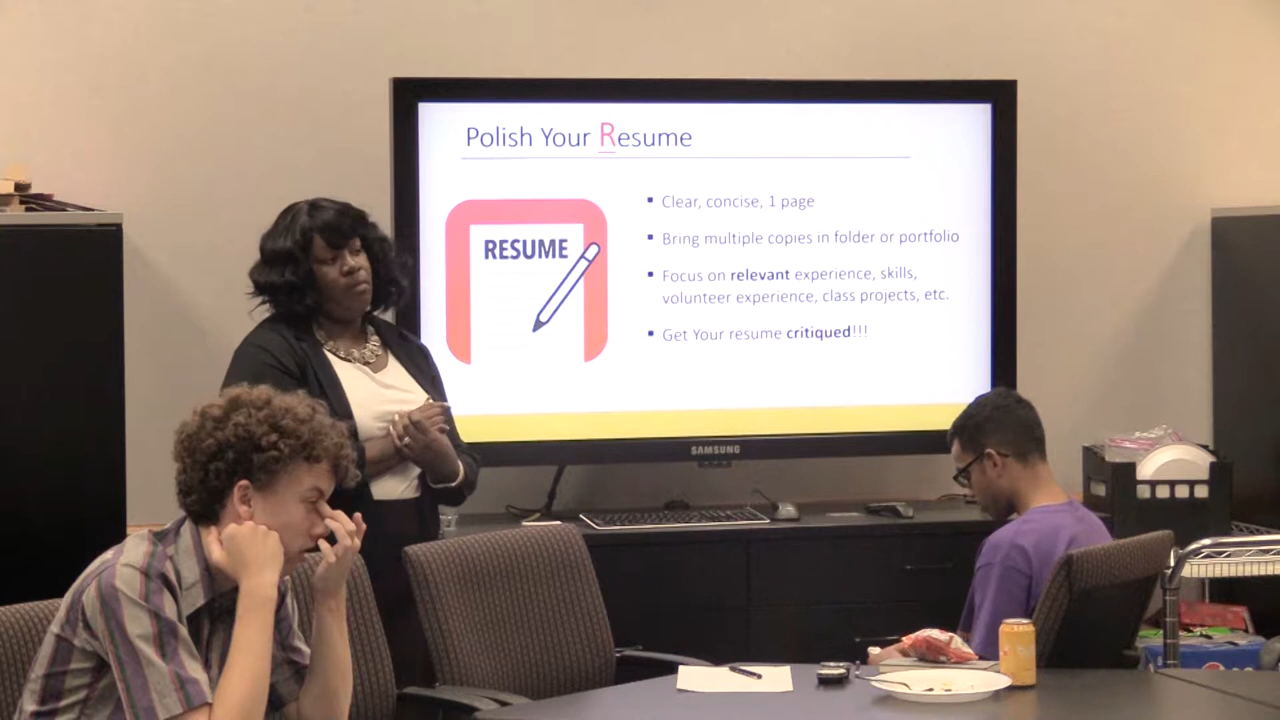 Polish Your Resume
RESUME
Clear, concise, 1 page
Bring multiple copies in folder or portfolio
Focus on relevant experience, skills,
volunteer experience, class projects, etc.
Get Your resume critiqued!!!
SAMSUNG